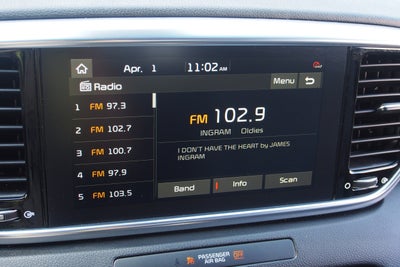 Apr. 1 11:02 AM
Radio Menu
1 FM 97.3
2 FM 102.7
3 FM 100.7
4 FM 97.9
5 FM 103.5
FM 102.9
INGRAM Oldies
I DON'T HAVE THE HEART by JAMES
INGRAM
Band Info Scan
PASSENGER
AIR BAG OFF